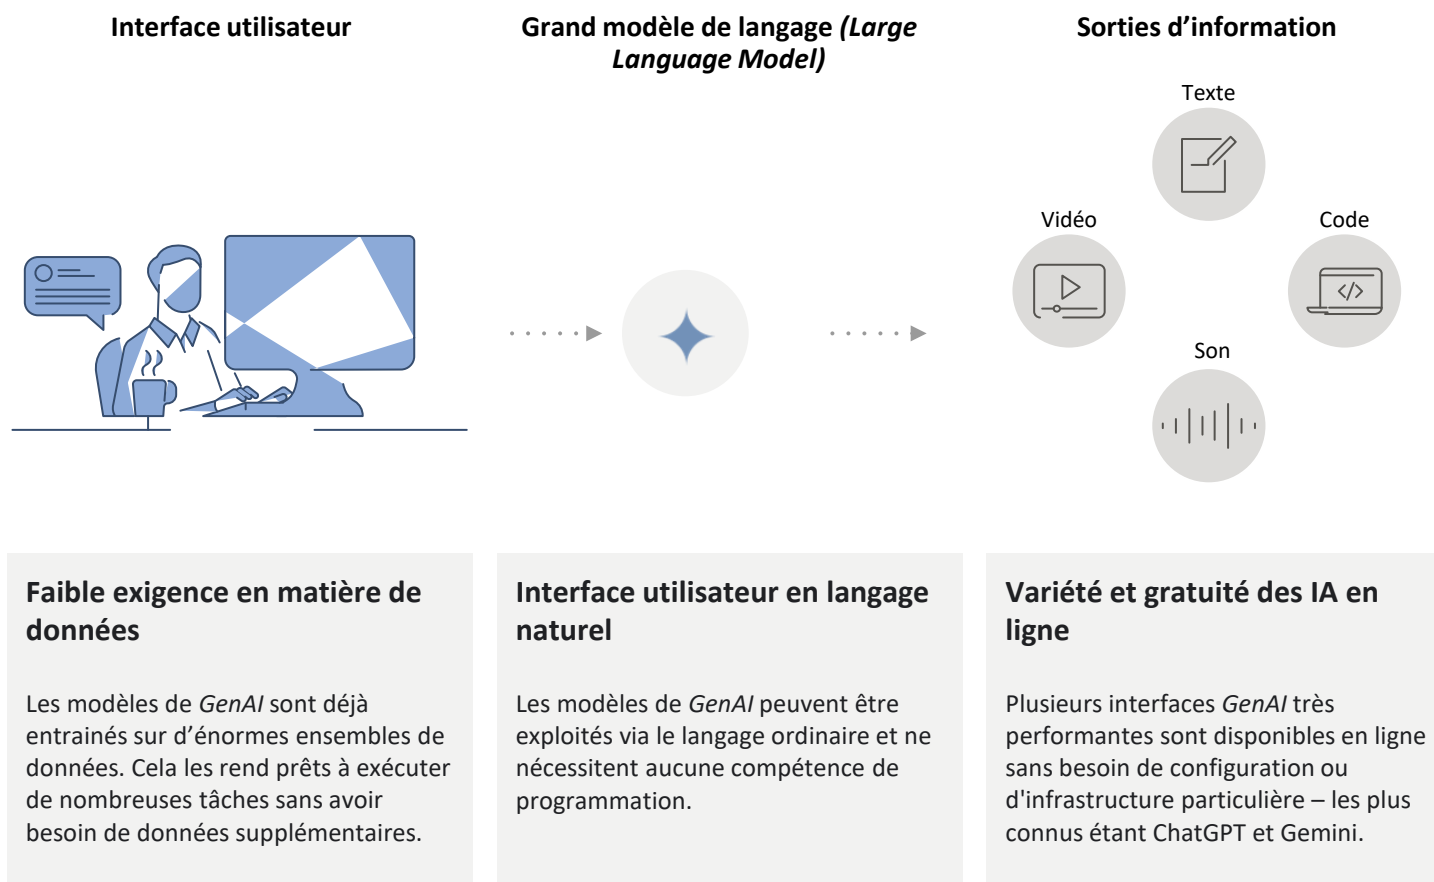 Interface utilisateur
Grand modèle de langage (Large
Language Model)
Sorties d’information
Texte
Vidéo
Code
</>
Son
Faible exigence en matière de
données
Les modèles de GenAI sont déjà
entrainés sur d’énormes ensembles de
données. Cela les rend prêts à exécuter
de nombreuses tâches sans avoir
besoin de données supplémentaires.
Interface utilisateur en langage
naturel
Les modèles de GenAI peuvent être
exploités via le langage ordinaire et ne
nécessitent aucune compétence de
programmation.
Variété et gratuité des IA en
ligne
Plusieurs interfaces GenAI très
performantes sont disponibles en ligne
sans besoin de configuration ou
d'infrastructure particulière – les plus
connus étant ChatGPT et Gemini.